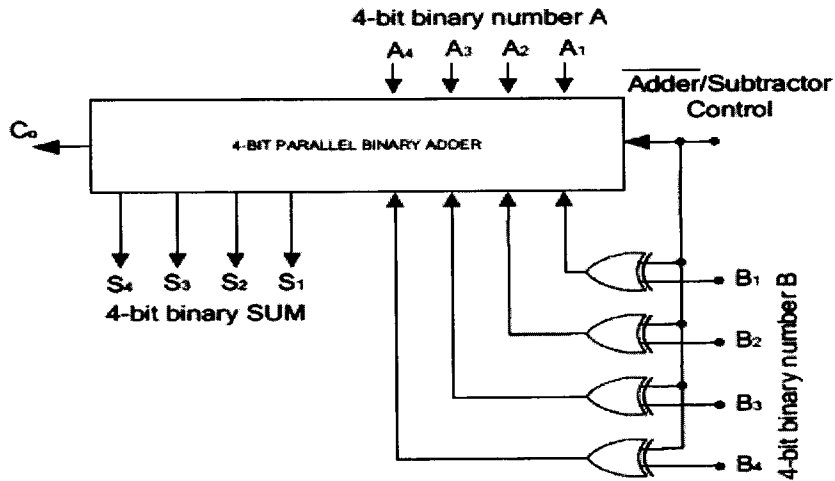 4-bit binary number A
A4 A3 A2 A1
Adder/Subtractor
Control
Co
4-BIT PARALLEL BINARY ADDER
S4 S3 S2 S1
4-bit binary SUM
B1
B2
B3
B4
4-bit binary number B